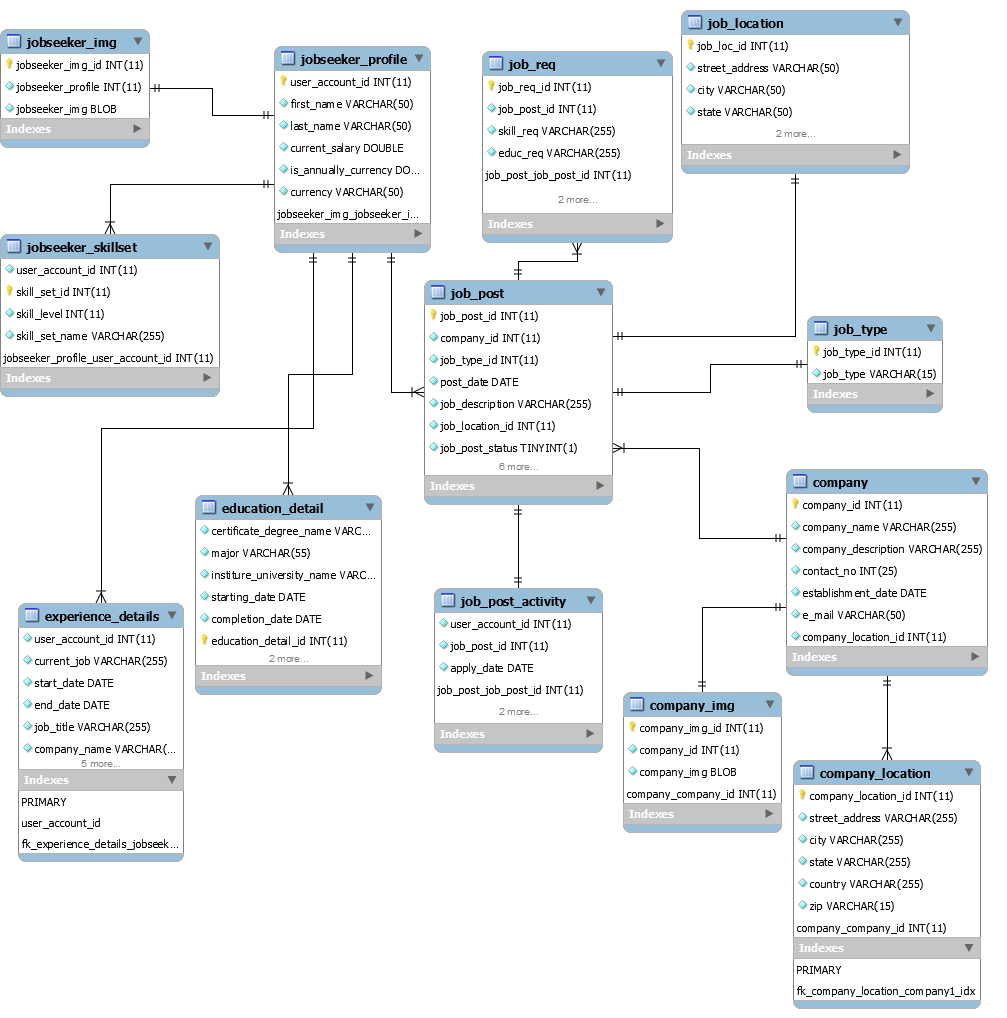 jobseeker_img
jobseeker_img_id INT(11)
jobseeker_profile INT(11)
jobseeker_img BLOB
Indexes
jobseeker_profile
user_account_id INT(11)
first_name VARCHAR(50)
last_name VARCHAR(50)
current_salary DOUBLE
is_annually_currency DO...
currency VARCHAR(50)
jobseeker_img_jobseeker_i...
Indexes
job_req
job_req_id INT(11)
job_post_id INT(11)
skill_req VARCHAR(255)
educ_req VARCHAR(255)
job_post_job_post_id INT(11)
2 more...
Indexes
job_location
job_loc_id INT(11)
street_address VARCHAR(50)
city VARCHAR(50)
state VARCHAR(50)
2 more...
Indexes
jobseeker_skillset
user_account_id INT(11)
skill_set_id INT(11)
skill_level INT(11)
skill_set_name VARCHAR(255)
jobseeker_profile_user_account_id INT(11)
Indexes
job_post
job_post_id INT(11)
company_id INT(11)
job_type_id INT(11)
post_date DATE
job_description VARCHAR(255)
job_location_id INT(11)
job_post_status TINYINT(1)
6 more...
Indexes
job_type
job_type_id INT(11)
job_type VARCHAR(15)
Indexes
company
company_id INT(11)
company_name VARCHAR(255)
company_description VARCHAR(255)
contact_no INT(25)
establishment_date DATE
e_mail VARCHAR(50)
company_location_id INT(11)
Indexes
education_detail
certificate_degree_name VARC...
major VARCHAR(55)
institure_university_name VARC...
starting_date DATE
completion_date DATE
education_detail_id INT(11)
2 more...
Indexes
experience_details
user_account_id INT(11)
current_job VARCHAR(255)
start_date DATE
end_date DATE
job_title VARCHAR(255)
company_name VARCHAR(...
5 more...
Indexes
PRIMARY
user_account_id
fk_experience_details_jobseek...
job_post_activity
user_account_id INT(11)
job_post_id INT(11)
apply_date DATE
job_post_job_post_id INT(11)
2 more...
Indexes
company_img
company_img_id INT(11)
company_id INT(11)
company_img BLOB
company_company_id INT(11)
Indexes
company_location
company_location_id INT(11)
street_address VARCHAR(255)
city VARCHAR(255)
state VARCHAR(255)
country VARCHAR(255)
zip VARCHAR(15)
company_company_id INT(11)
Indexes
PRIMARY
fk_company_location_company1_idx